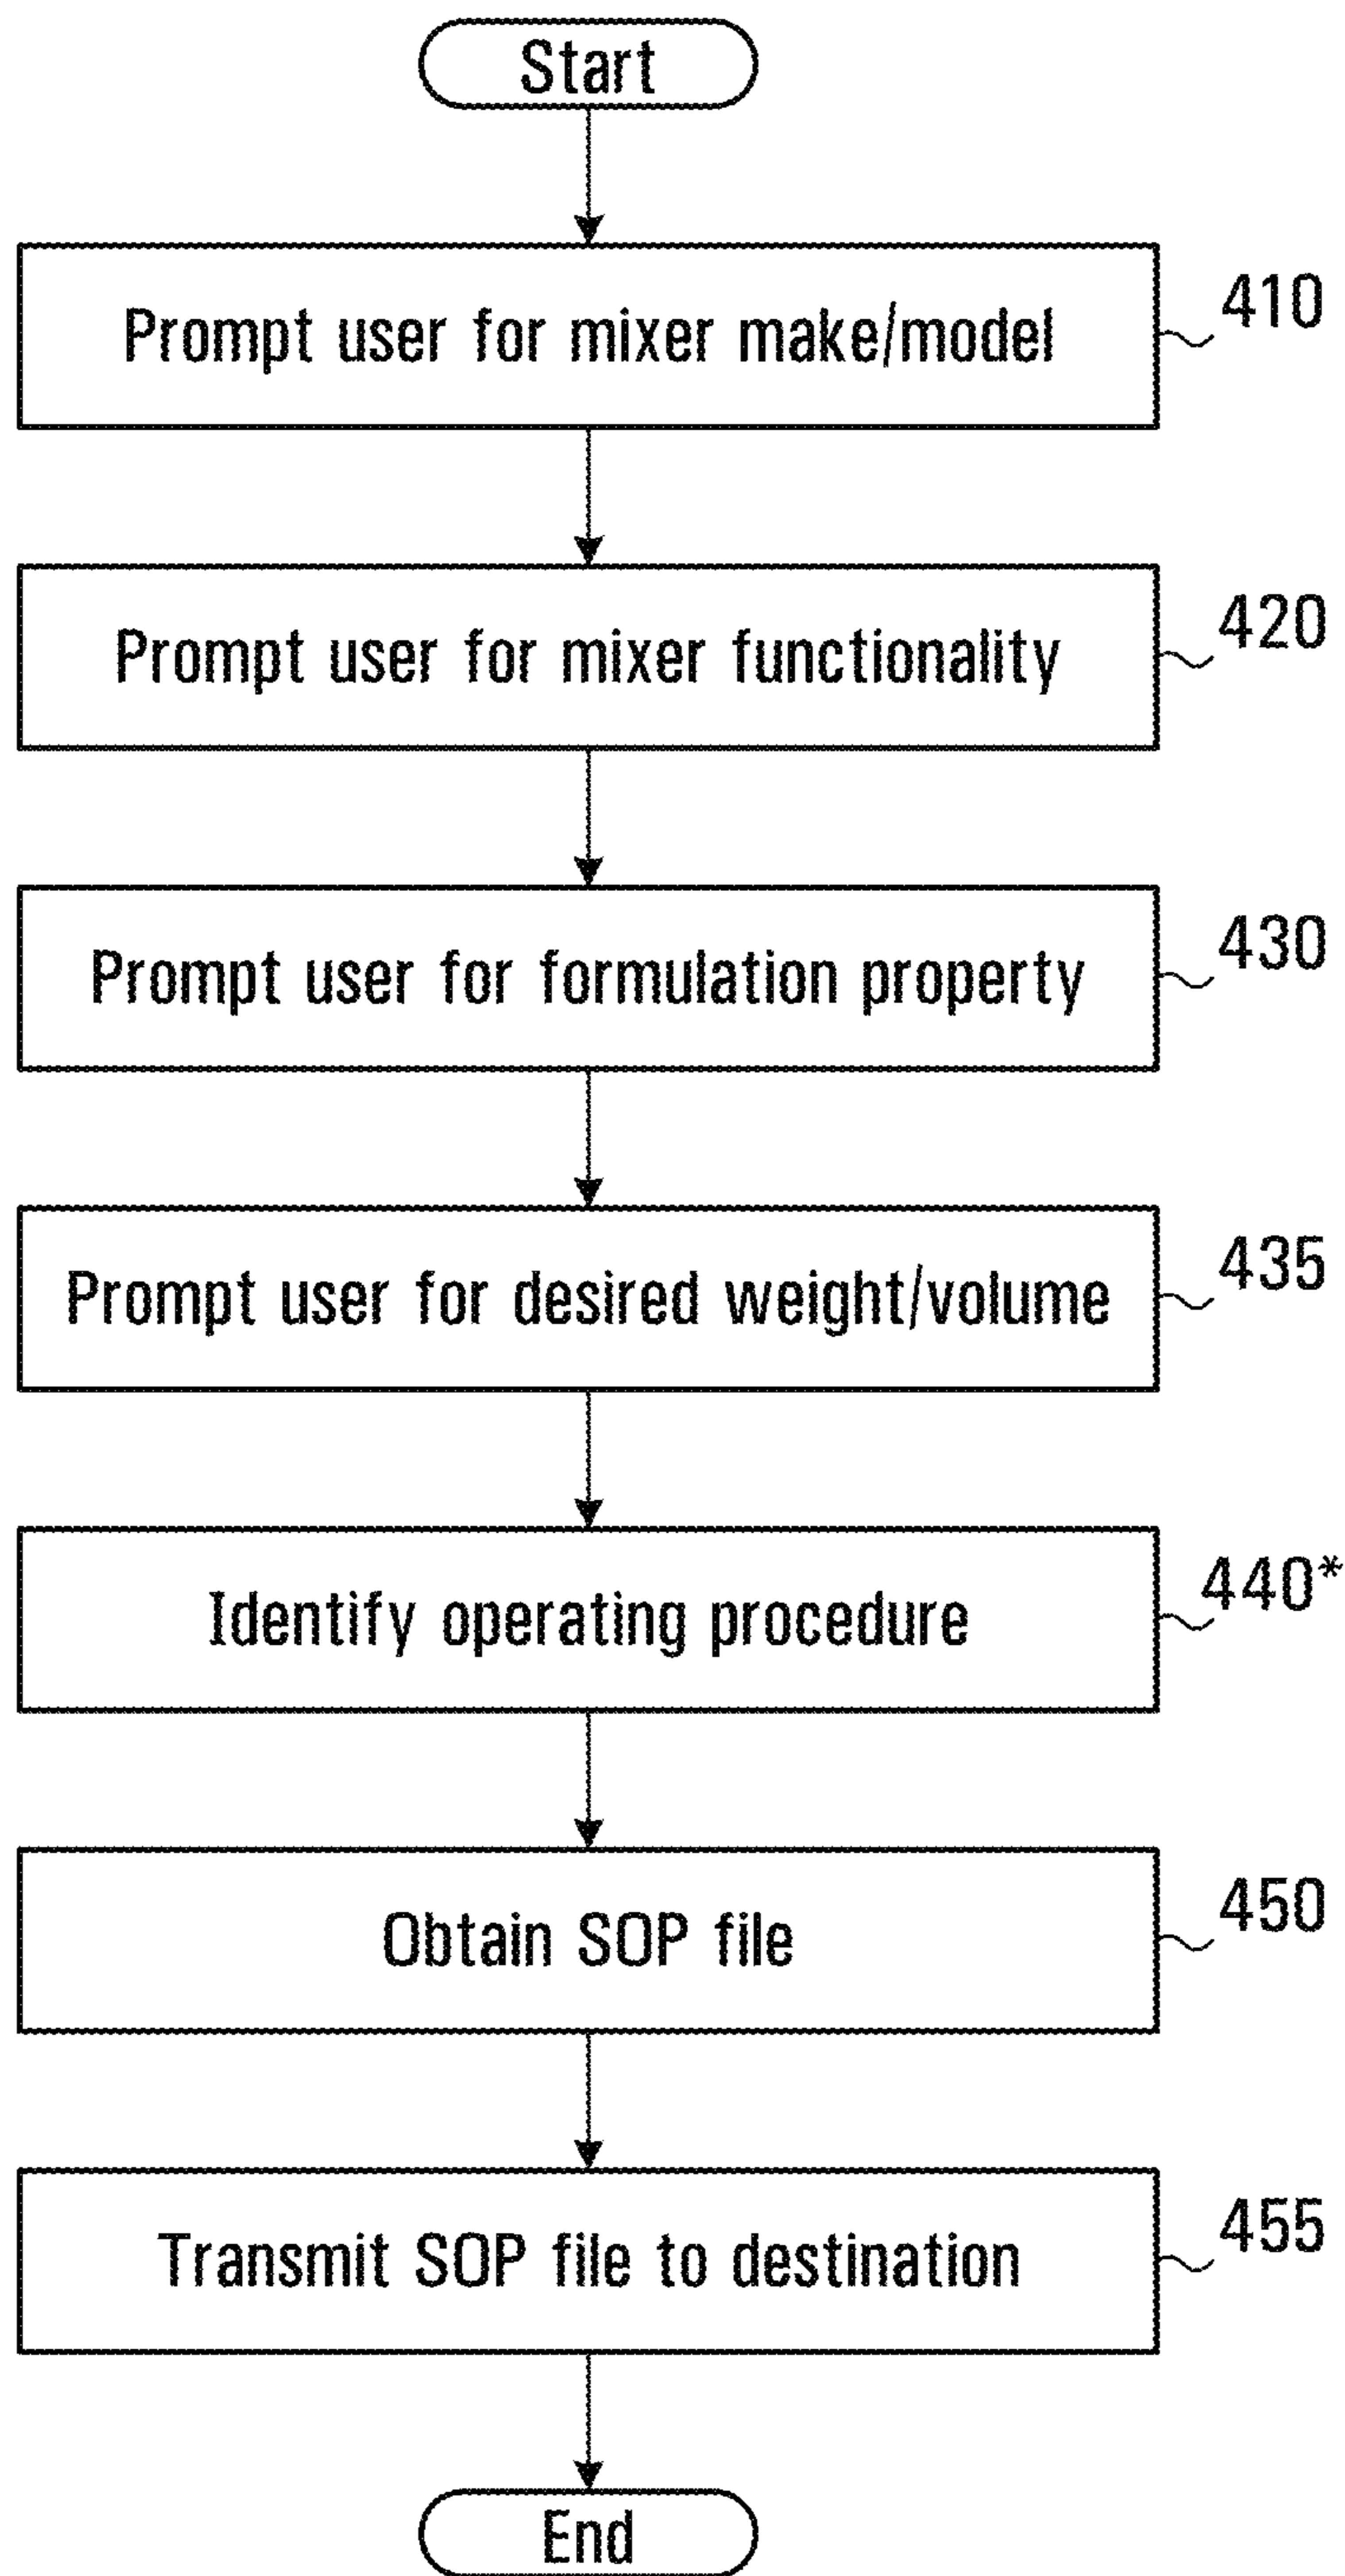 Start
Prompt user for mixer make/model
410
Prompt user for mixer functionality
420
Prompt user for formulation property
430
Prompt user for desired weight/volume
435
Identify operating procedure
440*
Obtain SOP file
450
Transmit SOP file to destination
455
End